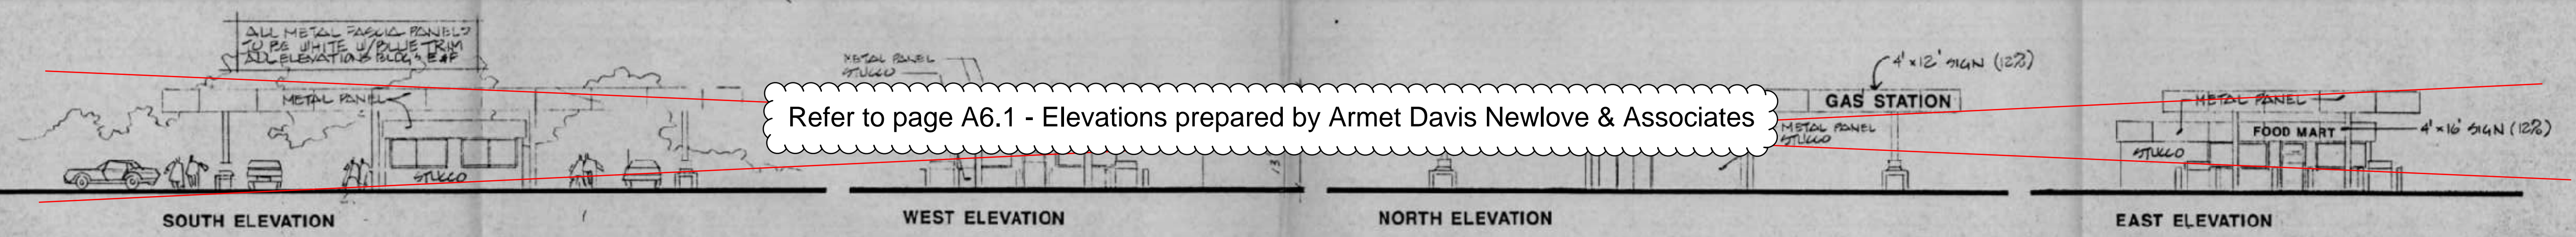 ALL METAL FASCIA PANELS
TO BE WHITE W/BLUE TRIM
ALL ELEVATIONS BLDG'S E&F
METAL PANEL
STUCCO
SOUTH ELEVATION
METAL PANEL
STUCCO
WEST ELEVATION
Refer to page A6.1 - Elevations prepared by Armet Davis Newlove & Associates
4'x12' SIGN (12%)
GAS STATION
METAL PANEL
STUCCO
NORTH ELEVATION
METAL PANEL
FOOD MART
4'x16' SIGN (12%)
STUCCO
EAST ELEVATION